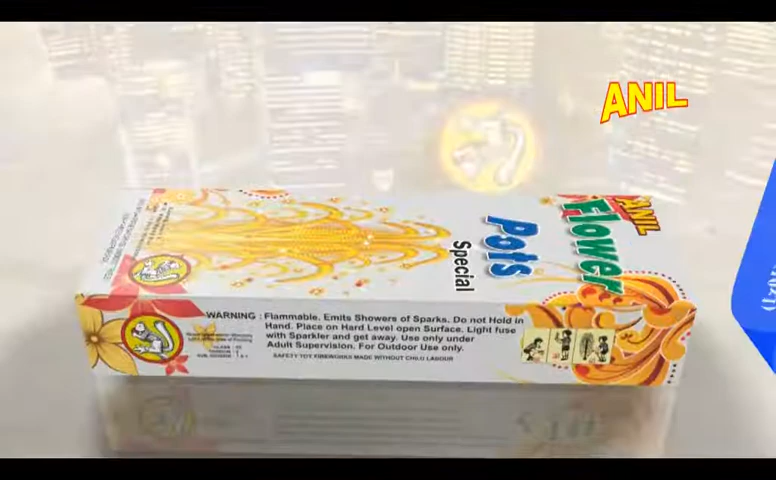 ANIL
ANIL
Flower
Pots
Special
WARNING : Flammable. Emits Showers of Sparks. Do not Hold in
Hand. Place on Hard Level open Surface. Light fuse
with Sparkler and get away. Use only under
Adult Supervision. For Outdoor Use only.
SAFETY TOY FIREWORKS MADE WITHOUT CHILD LABOUR